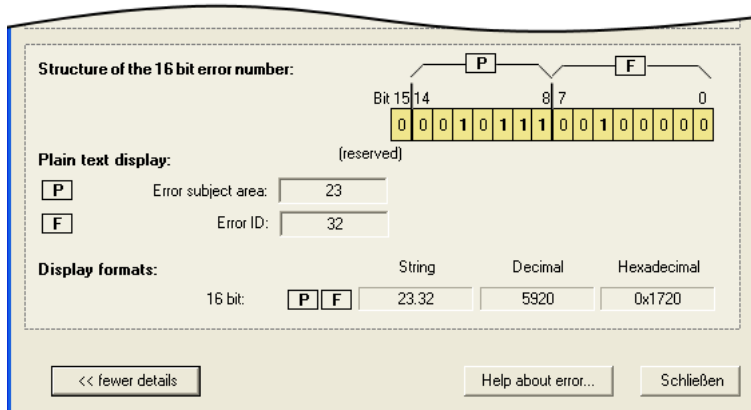 Structure of the 16 bit error number:
P F
Bit 15 14 8 7 0
0 0 0 1 0 1 1 1 0 0 1 0 0 0 0 0
(reserved)
Plain text display:
P Error subject area: 23
F Error ID: 32
Display formats: String Decimal Hexadecimal
16 bit: P F 23.32 5920 0x1720
<< fewer details Help about error... Schließen